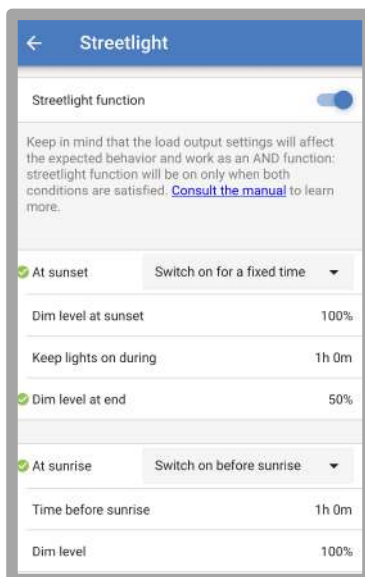 Streetlight
Streetlight function
Keep in mind that the load output settings will affect
the expected behavior and work as an AND function:
streetlight function will be on only when both
conditions are satisfied. Consult the manual to learn
more.
At sunset Switch on for a fixed time
Dim level at sunset 100%
Keep lights on during 1h 0m
Dim level at end 50%
At sunrise Switch on before sunrise
Time before sunrise 1h 0m
Dim level 100%